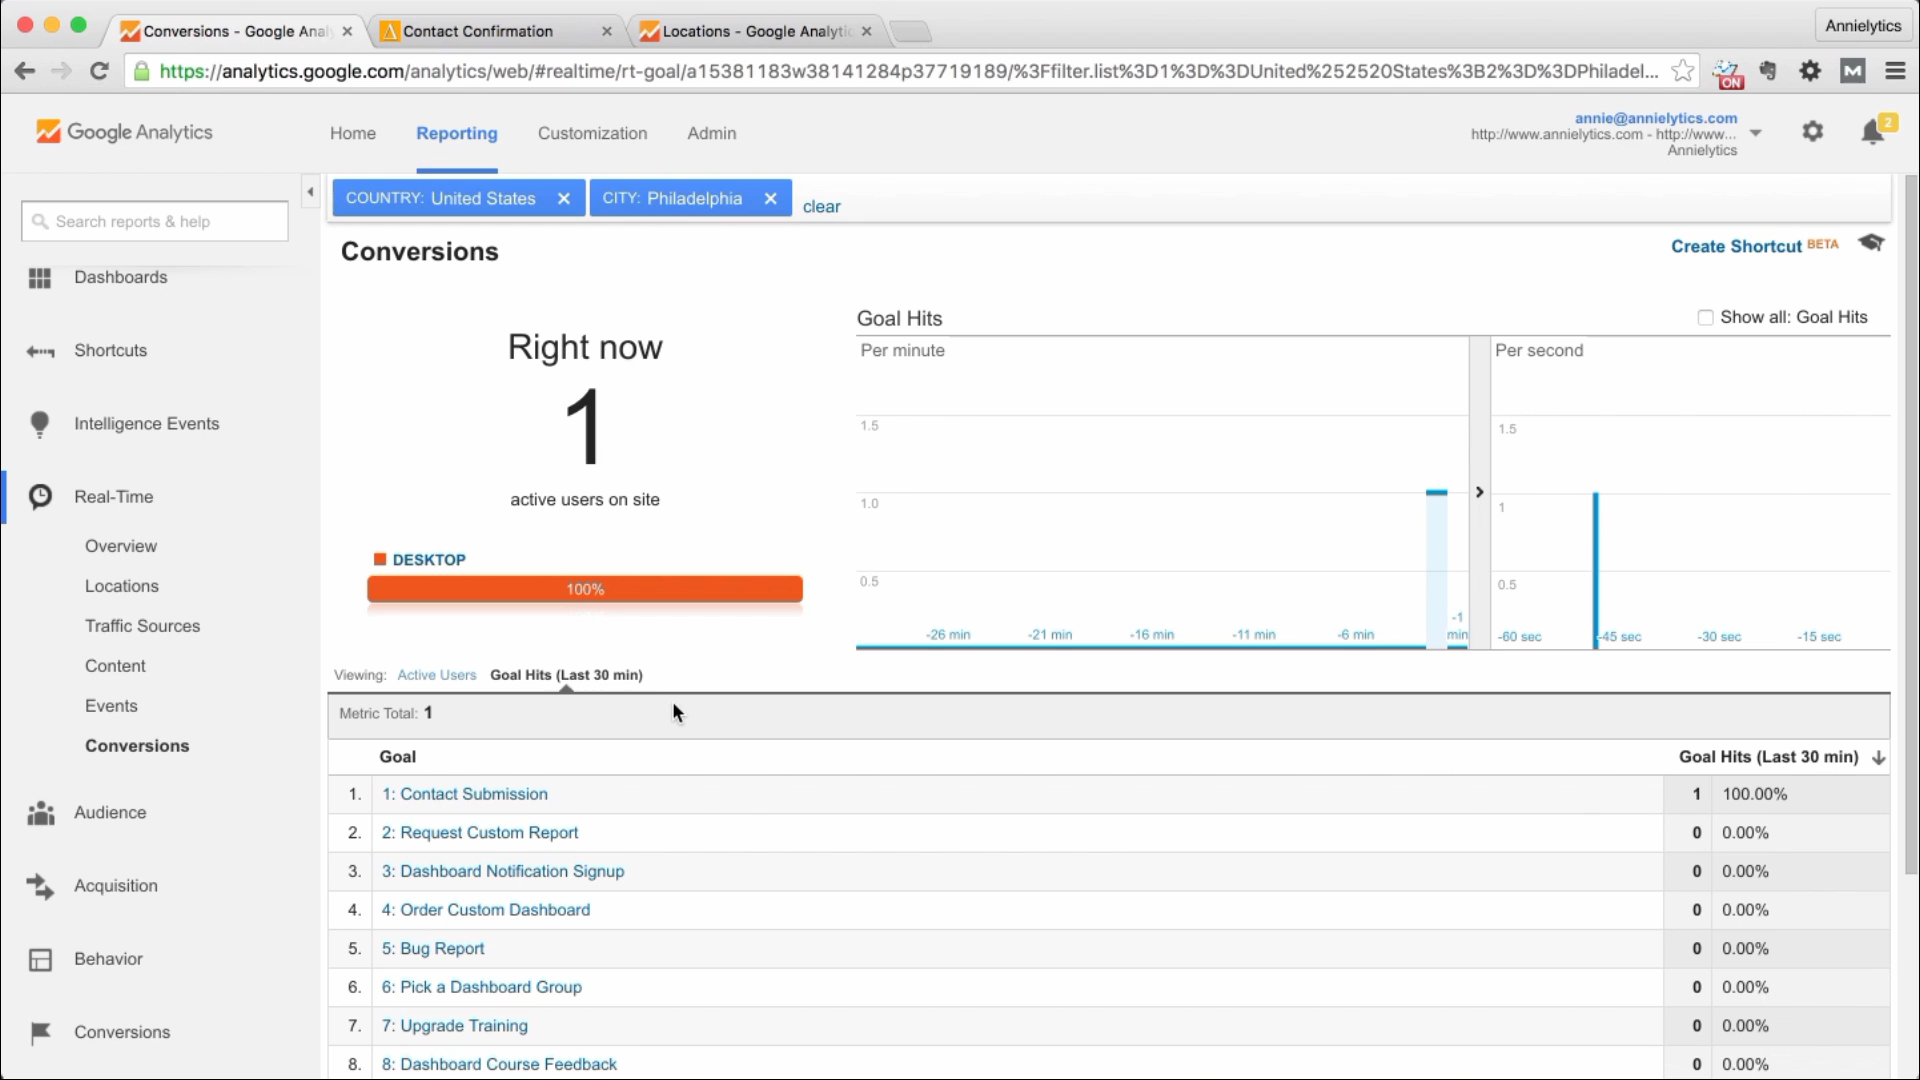 Conversions - Google Anal
Contact Confirmation
Locations - Google Analytic
Annielytics
https://analytics.google.com/analytics/web/#realtime/rt-goal/a15381183w38141284p37719189/%3Ffilter.list%3D1%3D%3DUnited%252520States%3B2%3D%3DPhiladel...
ON
M
Google Analytics
Home
Reporting
Customization
Admin
annie@annielytics.com
http://www.annielytics.com - http://www...
Annielytics
2
Search reports & help
COUNTRY: United States
CITY: Philadelphia
clear
Dashboards
Shortcuts
Intelligence Events
Real-Time
Overview
Locations
Traffic Sources
Content
Events
Conversions
Audience
Acquisition
Behavior
Conversions
Conversions
Create Shortcut BETA
Right now
1
active users on site
DESKTOP
100%
Goal Hits
Show all: Goal Hits
Per minute
1.5
1.0
0.5
-26 min
-21 min
-16 min
-11 min
-6 min
-1
min
Per second
1.5
1
0.5
-60 sec
-45 sec
-30 sec
-15 sec
Viewing: Active Users Goal Hits (Last 30 min)
Metric Total: 1
Goal Goal Hits (Last 30 min)
1. 1: Contact Submission 1 100.00%
2. 2: Request Custom Report 0 0.00%
3. 3: Dashboard Notification Signup 0 0.00%
4. 4: Order Custom Dashboard 0 0.00%
5. 5: Bug Report 0 0.00%
6. 6: Pick a Dashboard Group 0 0.00%
7. 7: Upgrade Training 0 0.00%
8. 8: Dashboard Course Feedback 0 0.00%